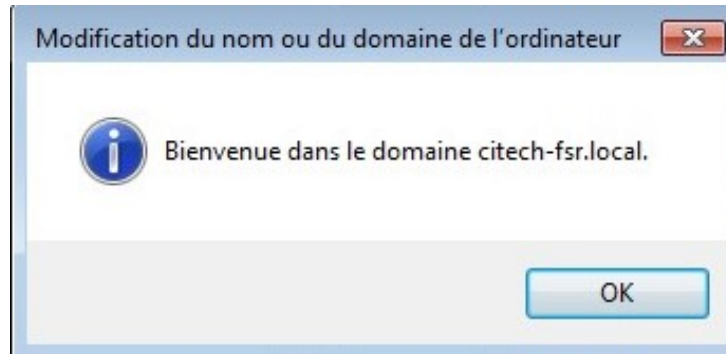 Modification du nom ou du domaine de l'ordinateur
Bienvenue dans le domaine citech-fsr.local.
OK